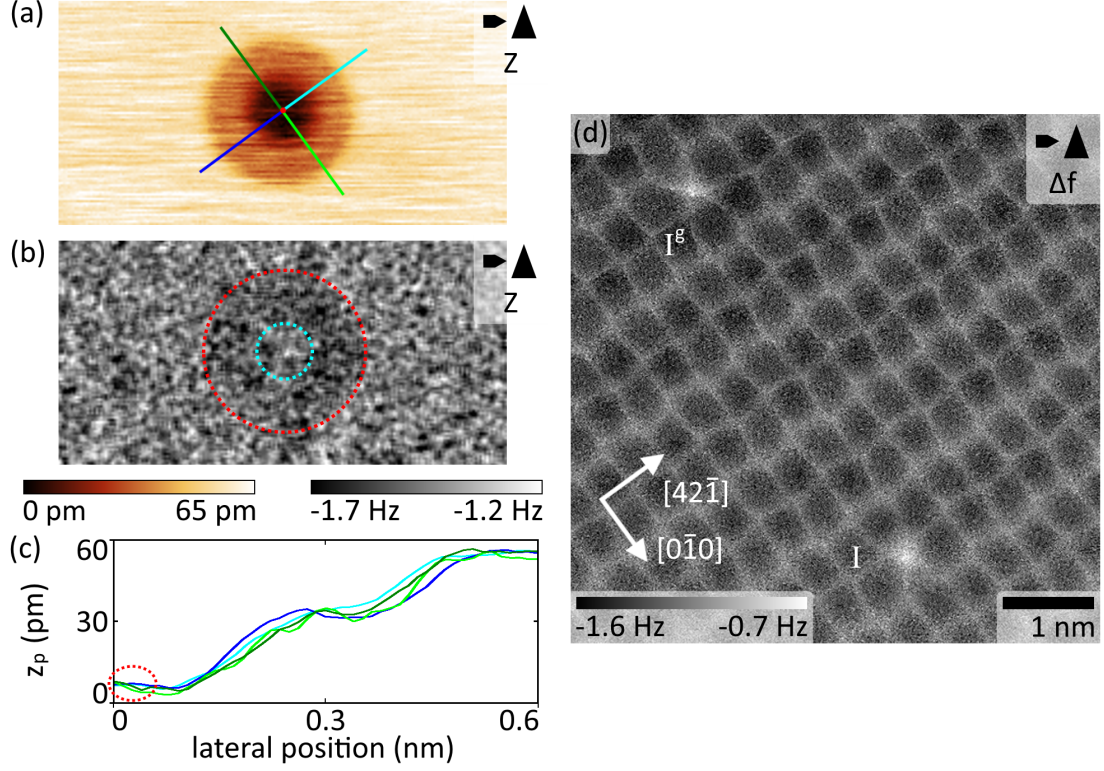 (a)
Z
(b)
Z
0 pm
65 pm
-1.7 Hz
-1.2 Hz
(c)
60
30
0
z_p (pm)
0
0.3
0.6
lateral position (nm)
(d)
Δf
I^g
[421̄]
[01̄0]
I
-1.6 Hz
-0.7 Hz
1 nm